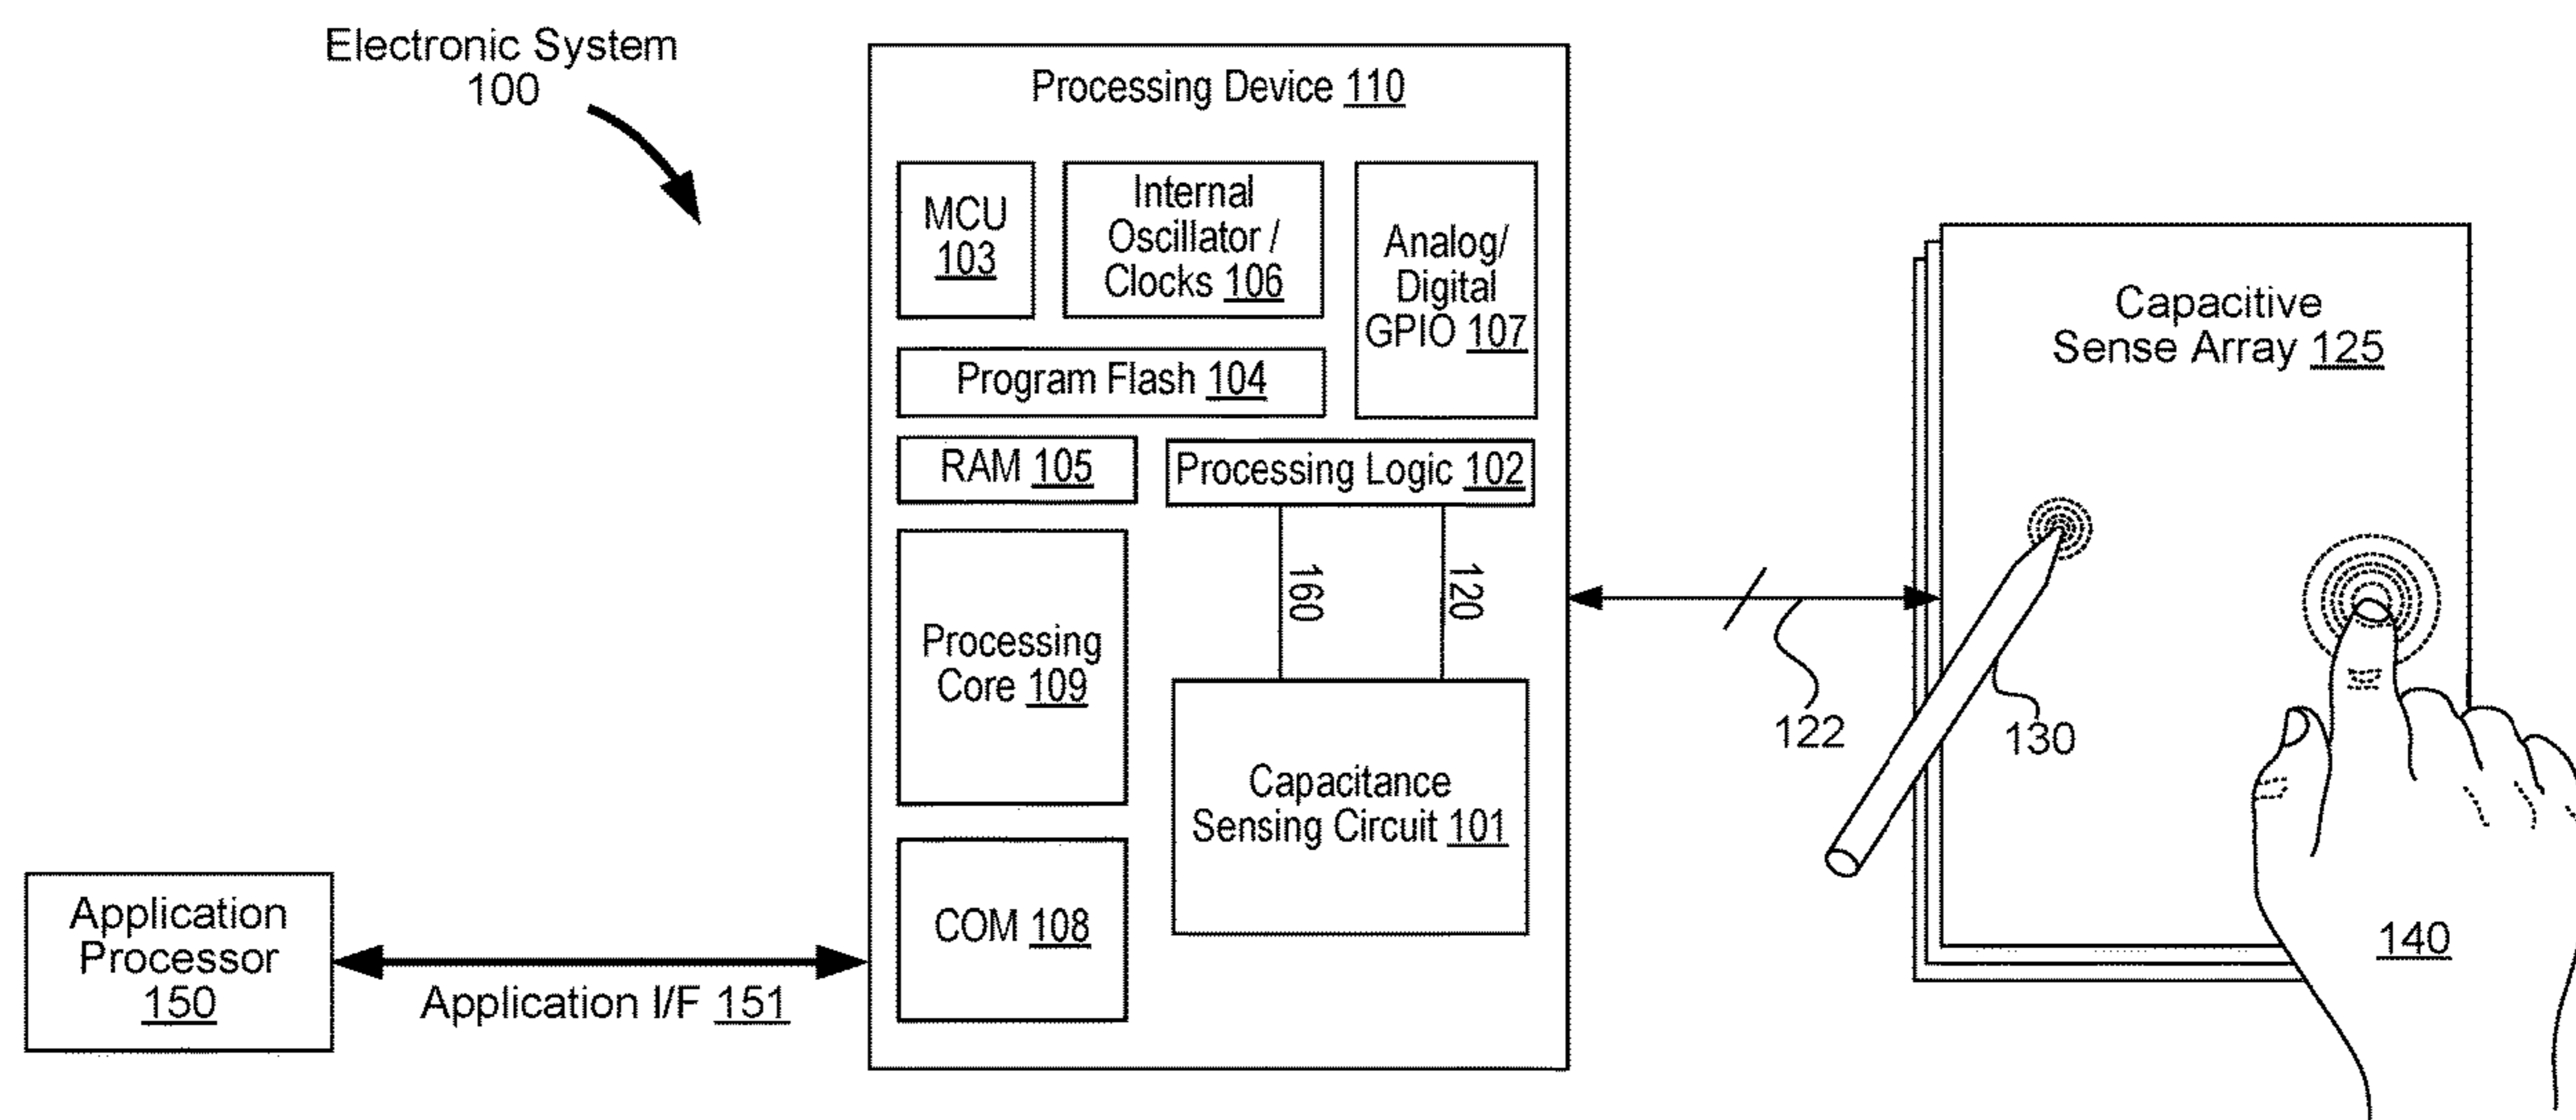 Electronic System
100
Processing Device 110
MCU
103
Internal
Oscillator /
Clocks 106
Analog/
Digital
GPIO 107
Program Flash 104
RAM 105
Processing Logic 102
160
120
Processing
Core 109
Capacitance
Sensing Circuit 101
COM 108
Application
Processor
150
Application I/F 151
122
Capacitive
Sense Array 125
130
140